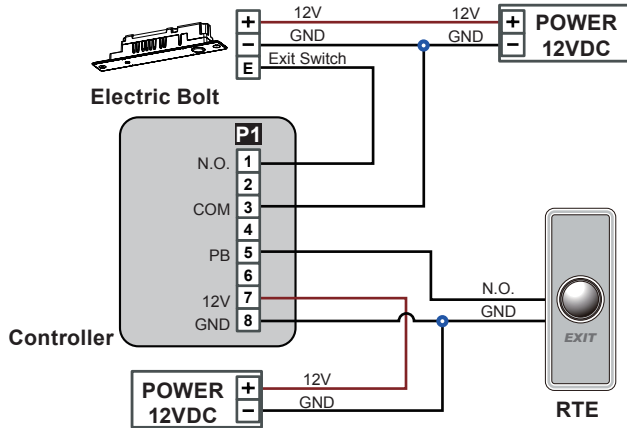 + 12V 12V + POWER
- GND GND - 12VDC
E Exit Switch
Electric Bolt
P1
N.O. 1
2
COM 3
4
PB 5
6
12V 7
GND 8
Controller
N.O.
GND
EXIT
RTE
POWER + 12V
12VDC - GND